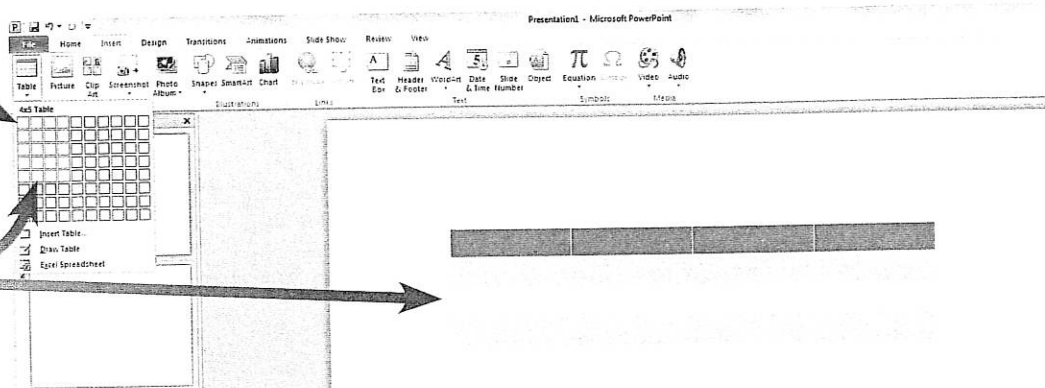 Presentation1 - Microsoft PowerPoint
File Home Insert Design Transitions Animations Slide Show Review View
Table Picture Clip Art Screenshot Photo Album Shapes SmartArt Chart Text Box Header & Footer WordArt Date & Time Slide Number Object Equation Video Audio
Illustrations Links Text Symbols Media
4x5 Table
Insert Table...
Draw Table
Excel Spreadsheet